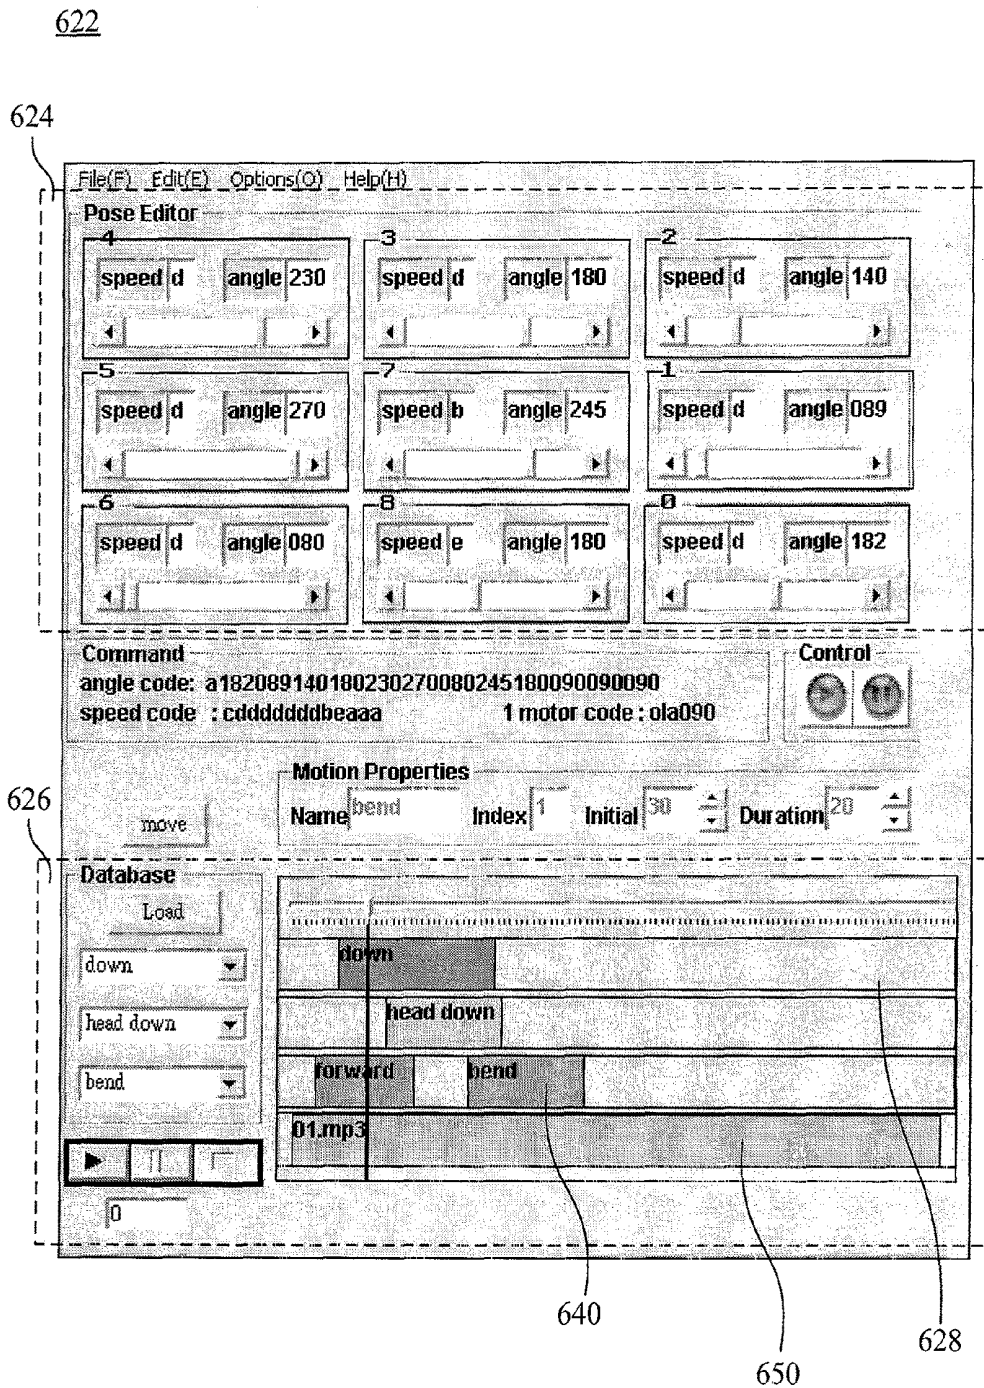 622
624
File(F) Edit(E) Options(O) Help(H)
Pose Editor
4 3 2
speed d angle 230 speed d angle 180 speed d angle 140
5 7 1
speed d angle 270 speed b angle 245 speed d angle 089
6 8 0
speed d angle 080 speed e angle 180 speed d angle 182
Command Control
angle code: a182089140180230270080245180090090090
speed code : cdddddddbeaaa 1 motor code : ola090
626
Motion Properties
move Name bend Index 1 Initial 30 Duration 20
Database
Load
down down
head down head down
bend forward bend
01.mp3
0
640
628
650